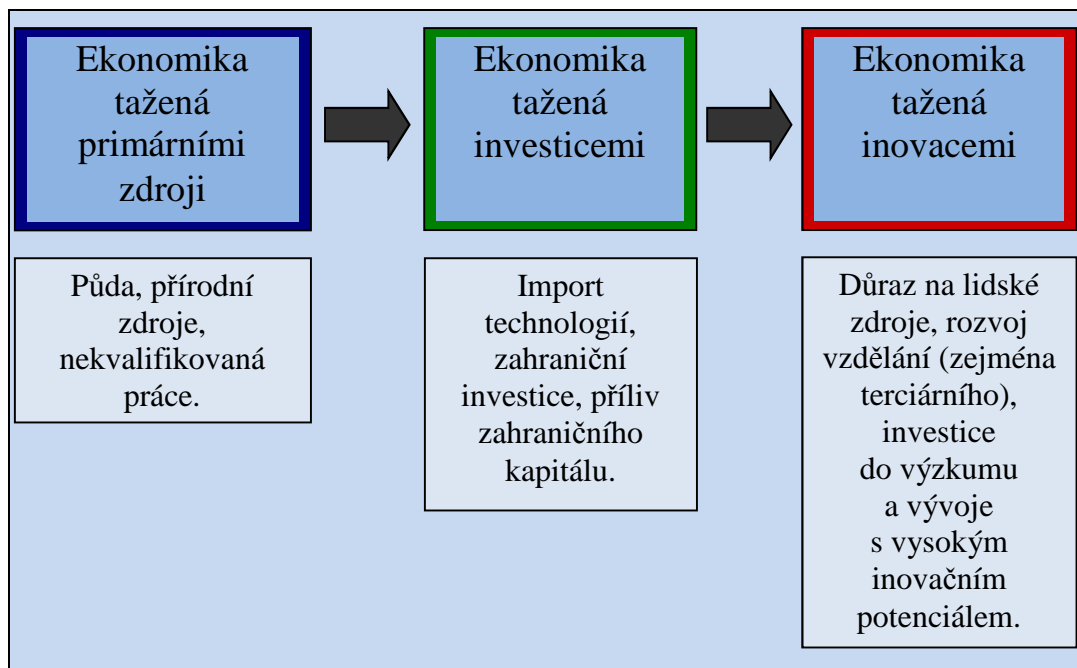 Ekonomika
tažená
primárními
zdroji
Ekonomika
tažená
investicemi
Ekonomika
tažená
inovacemi
Půda, přírodní
zdroje,
nekvalifikovaná
práce.
Import
technologií,
zahraniční
investice, příliv
zahraničního
kapitálu.
Důraz na lidské
zdroje, rozvoj
vzdělání (zejména
terciárního),
investice
do výzkumu
a vývoje
s vysokým
inovačním
potenciálem.